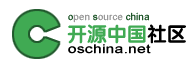 open source china
开源中国社区
oschina.net